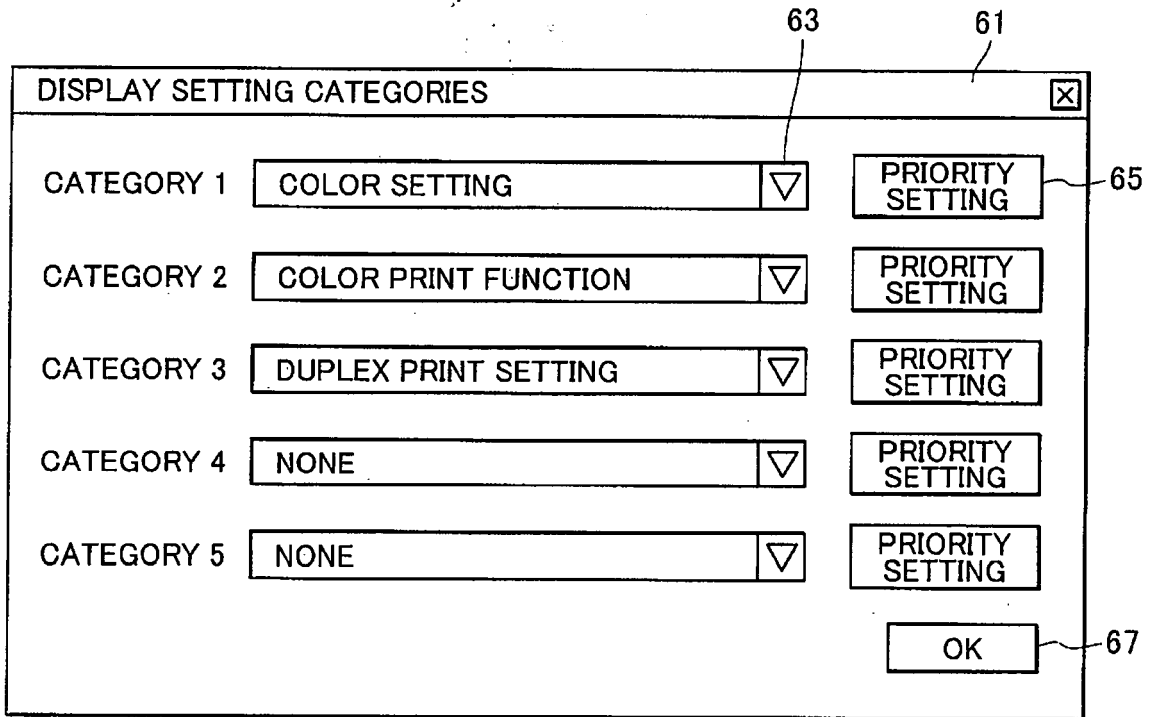 63
61
DISPLAY SETTING CATEGORIES
CATEGORY 1
COLOR SETTING
PRIORITY
SETTING
65
CATEGORY 2
COLOR PRINT FUNCTION
PRIORITY
SETTING
CATEGORY 3
DUPLEX PRINT SETTING
PRIORITY
SETTING
CATEGORY 4
NONE
PRIORITY
SETTING
CATEGORY 5
NONE
PRIORITY
SETTING
OK
67